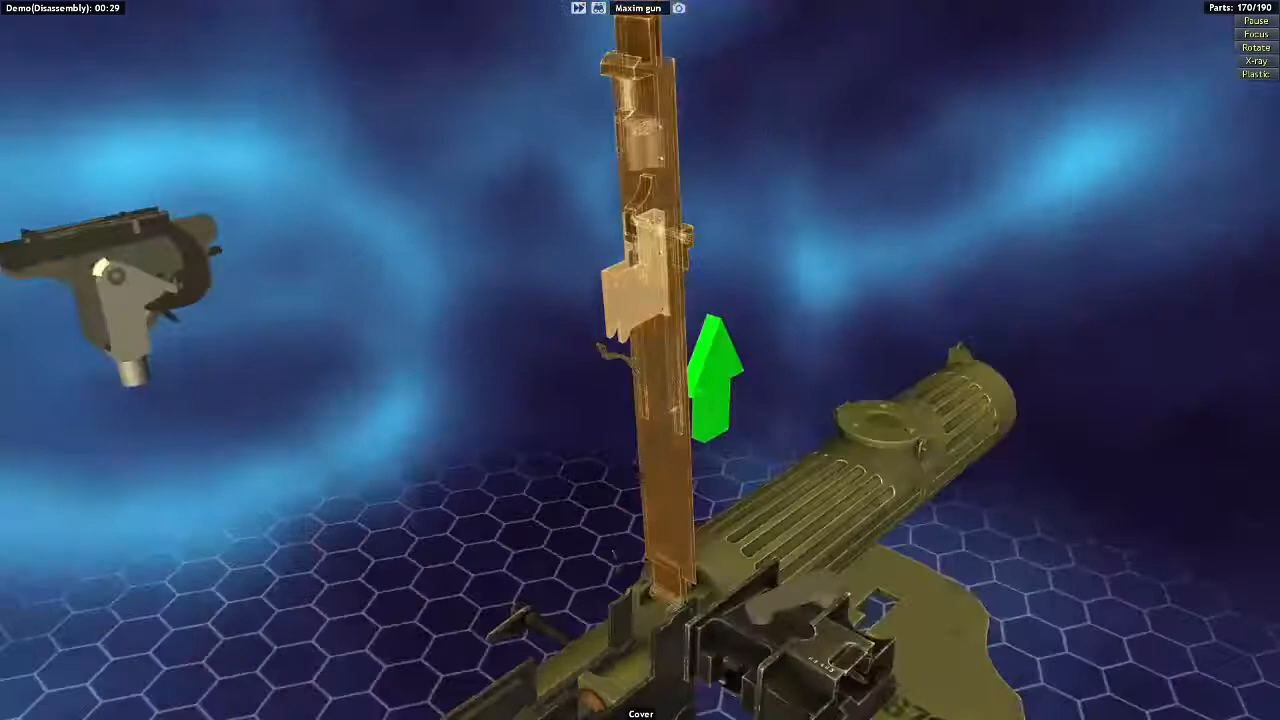 Demo(Disassembly): 00:29
Maxim gun
Parts: 170/190
Pause
Focus
Rotate
X-ray
Plastic
Cover